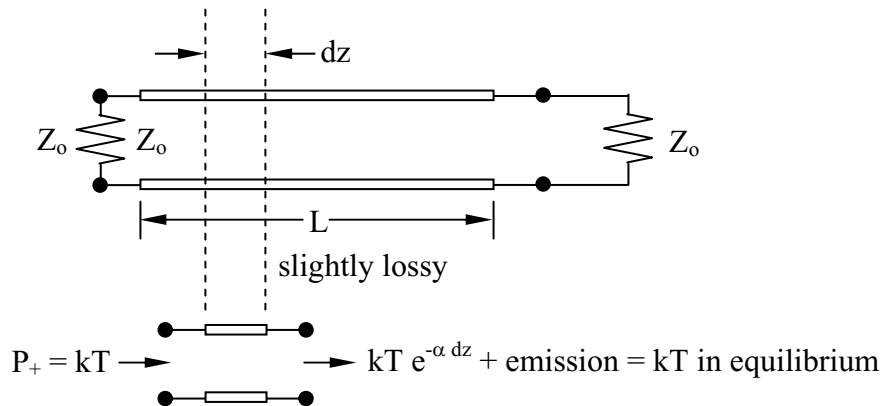 dz
Zₒ Zₒ Zₒ
L
slightly lossy
P₊ = kT kT e^{-α dz} + emission = kT in equilibrium